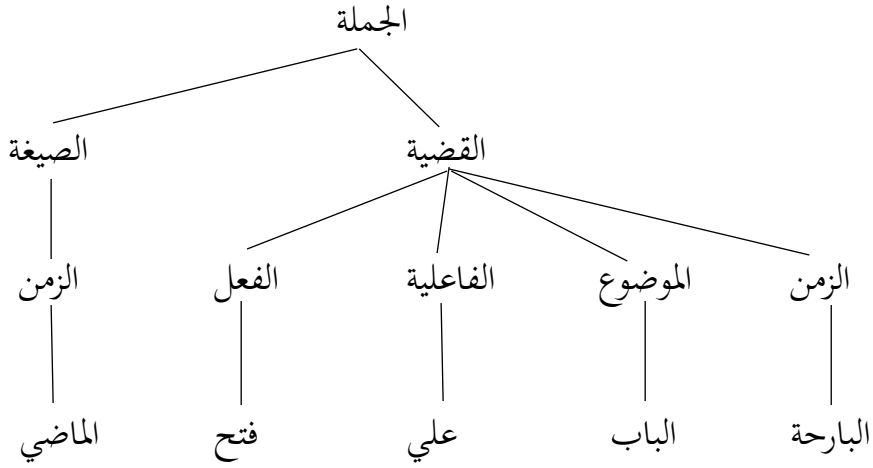 الجملة
الصيغة القضية
الزمن الفعل الفاعلية الموضوع الزمن
الماضي فتح علي الباب البارحة